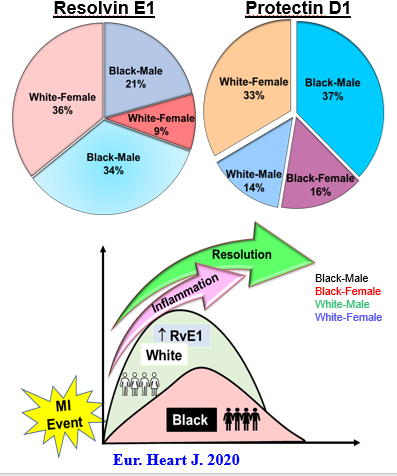 Resolvin E1
Protectin D1
Black-Male
21%
White-Female
36%
White-Female
9%
Black-Male
34%
White-Female
33%
Black-Male
37%
White-Male
14%
Black-Female
16%
Resolution
Inflammation
Black-Male
Black-Female
White-Male
White-Female
↑ RvE1
White
MI
Event
Black
Eur. Heart J. 2020